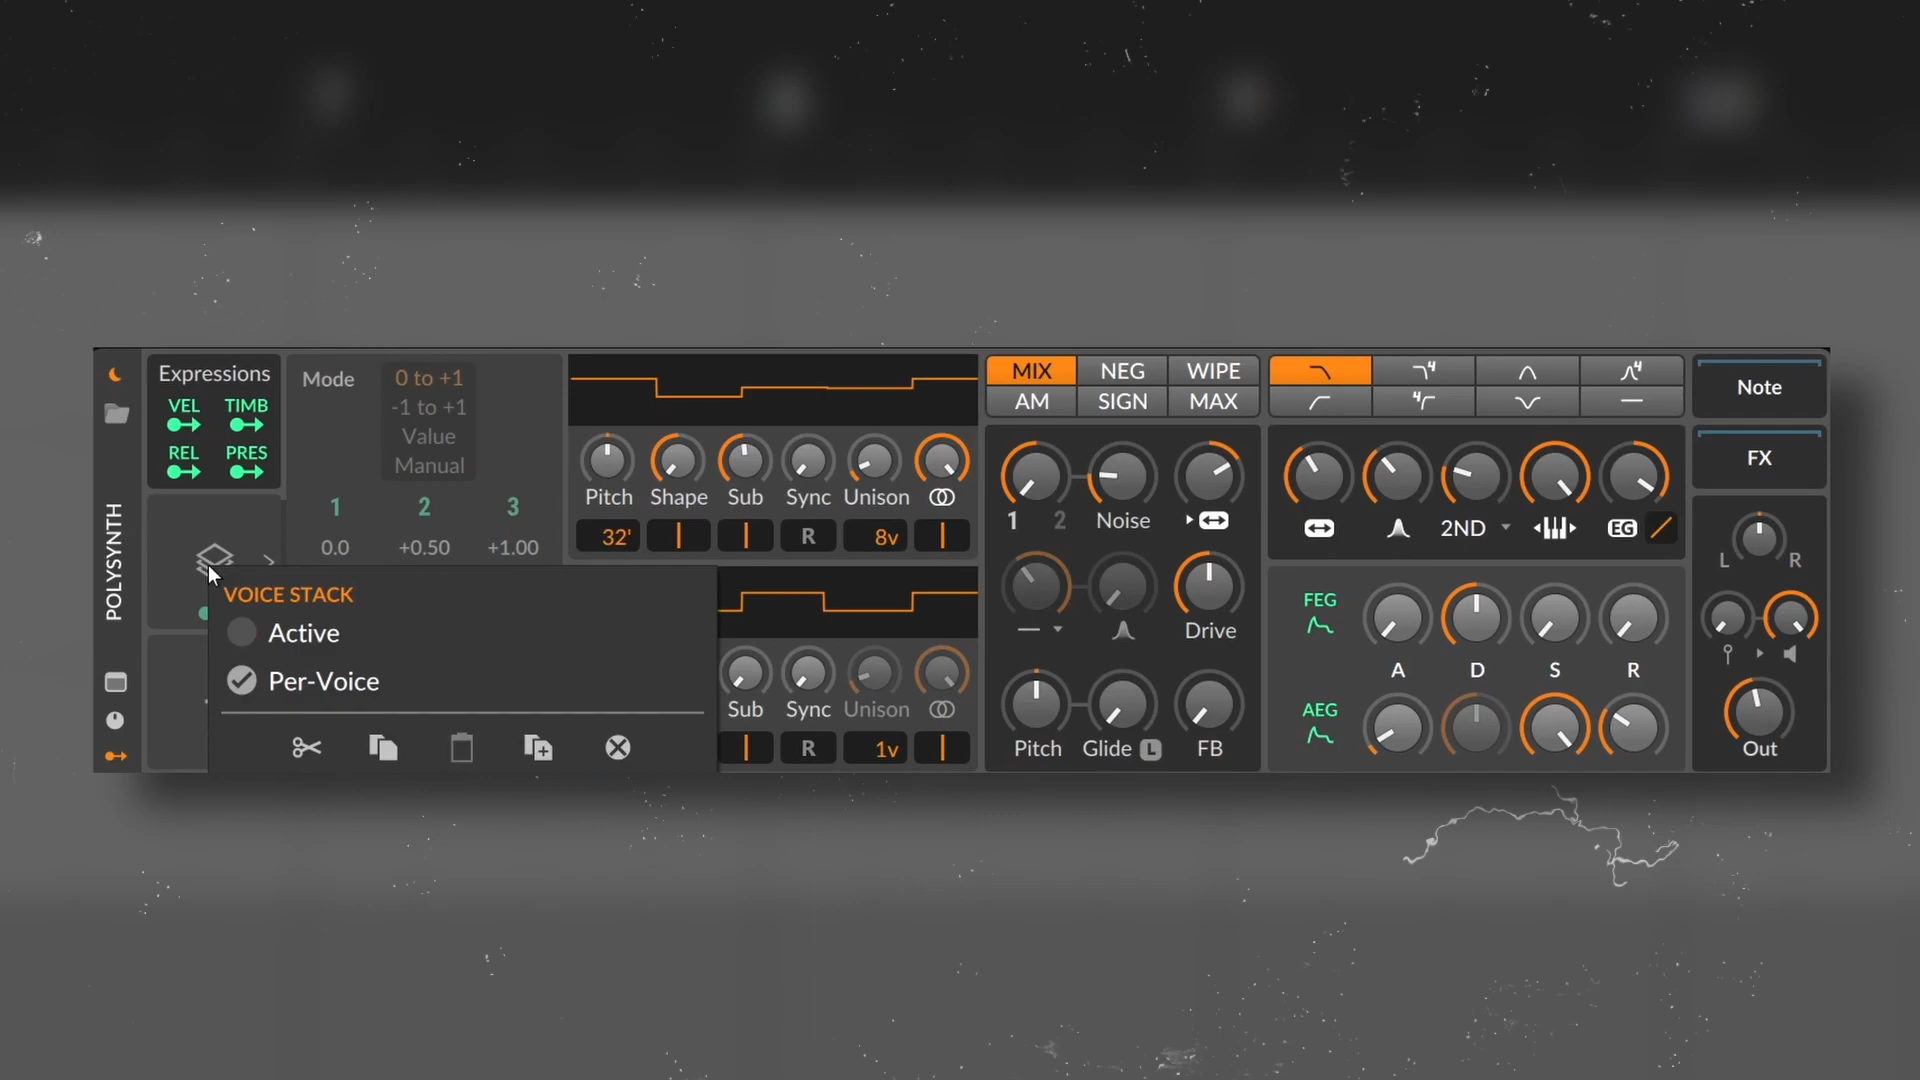 POLYSYNTH
Expressions
VEL TIMB
REL PRES
Mode
0 to +1
-1 to +1
Value
Manual
1 2 3
0.0 +0.50 +1.00
VOICE STACK
Active
Per-Voice
Pitch Shape Sub Sync Unison
32' R 8v
Sub Sync Unison
R 1v
MIX NEG WIPE
AM SIGN MAX
1 2 Noise
Drive
Pitch Glide L FB
4 4
4
2ND EG
FEG
A D S R
AEG
Note
FX
L R
Out